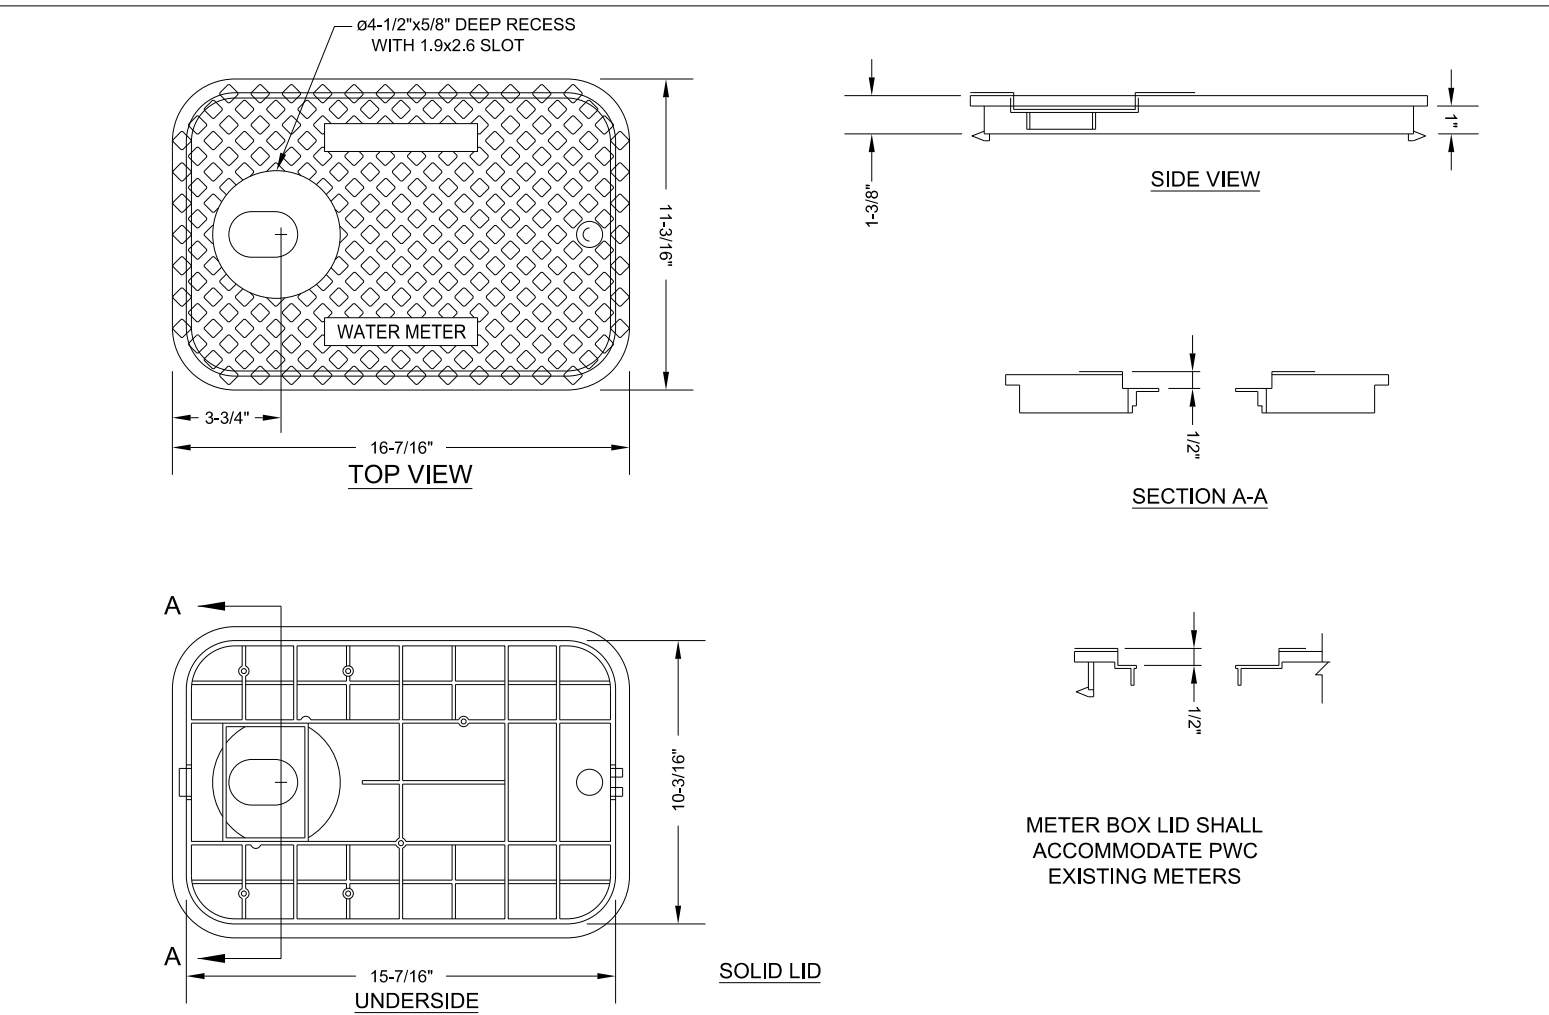 ø4-1/2"x5/8" DEEP RECESS
WITH 1.9x2.6 SLOT
WATER METER
11-3/16"
3-3/4"
16-7/16"
TOP VIEW
1-3/8"
1"
SIDE VIEW
1/2"
SECTION A-A
A
A
10-3/16"
15-7/16"
UNDERSIDE
SOLID LID
1/2"
METER BOX LID SHALL
ACCOMMODATE PWC
EXISTING METERS